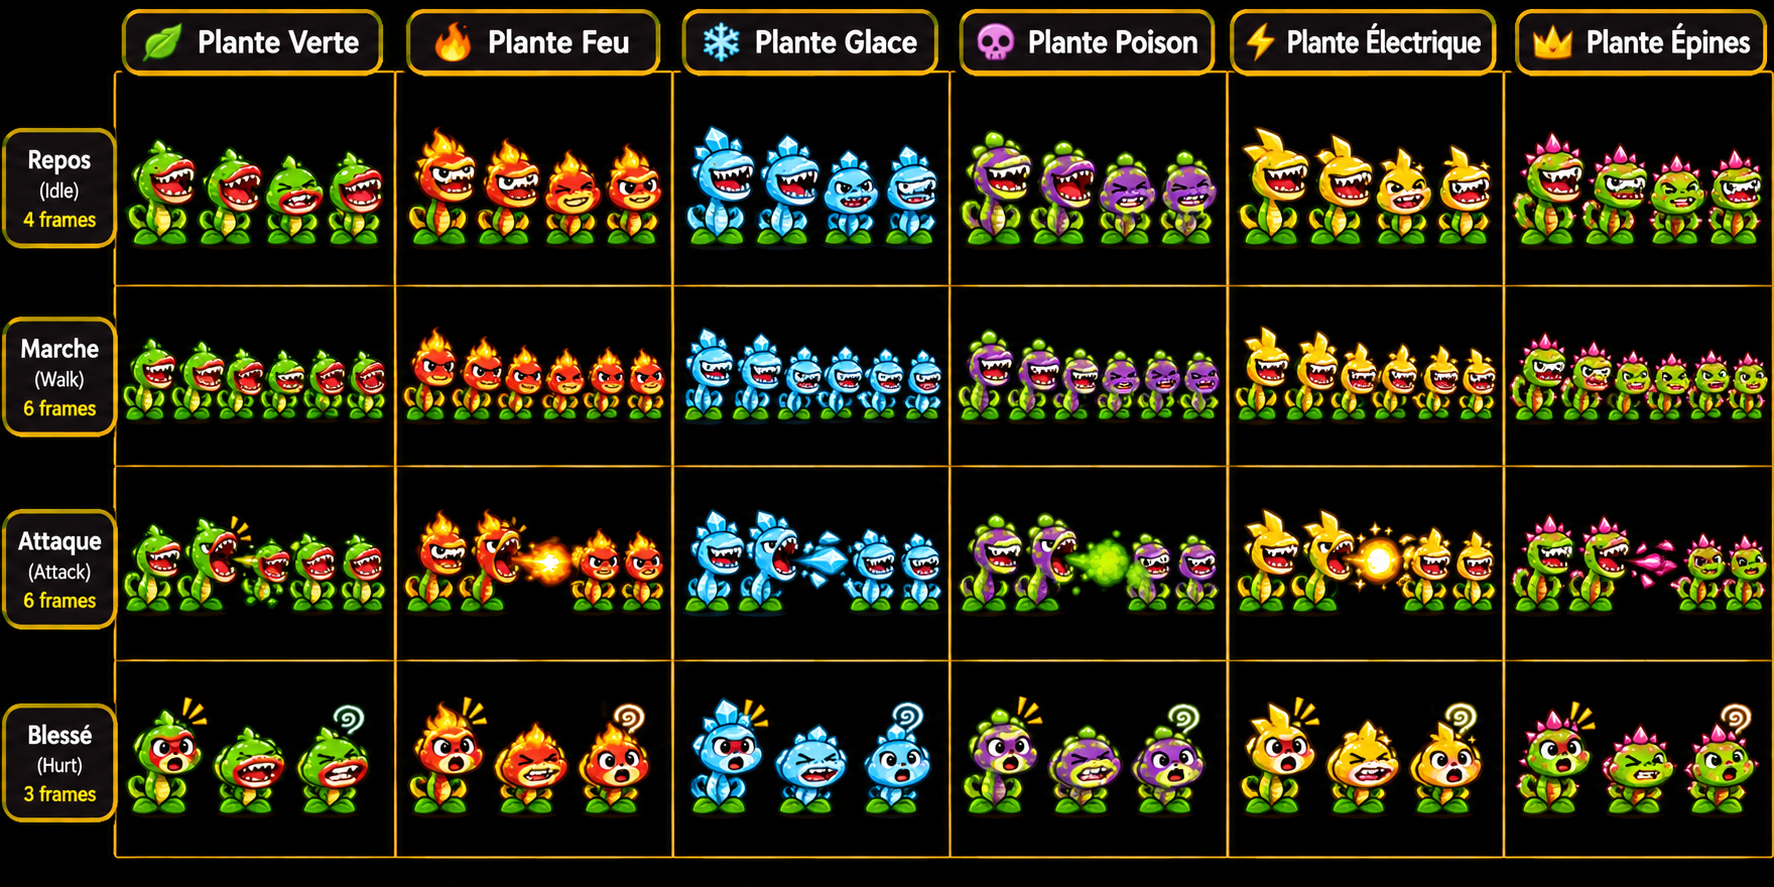 Plante Verte
Plante Feu
Plante Glace
Plante Poison
Plante Électrique
Plante Épines
Repos
(Idle)
4 frames
Marche
(Walk)
6 frames
Attaque
(Attack)
6 frames
Blessé
(Hurt)
3 frames